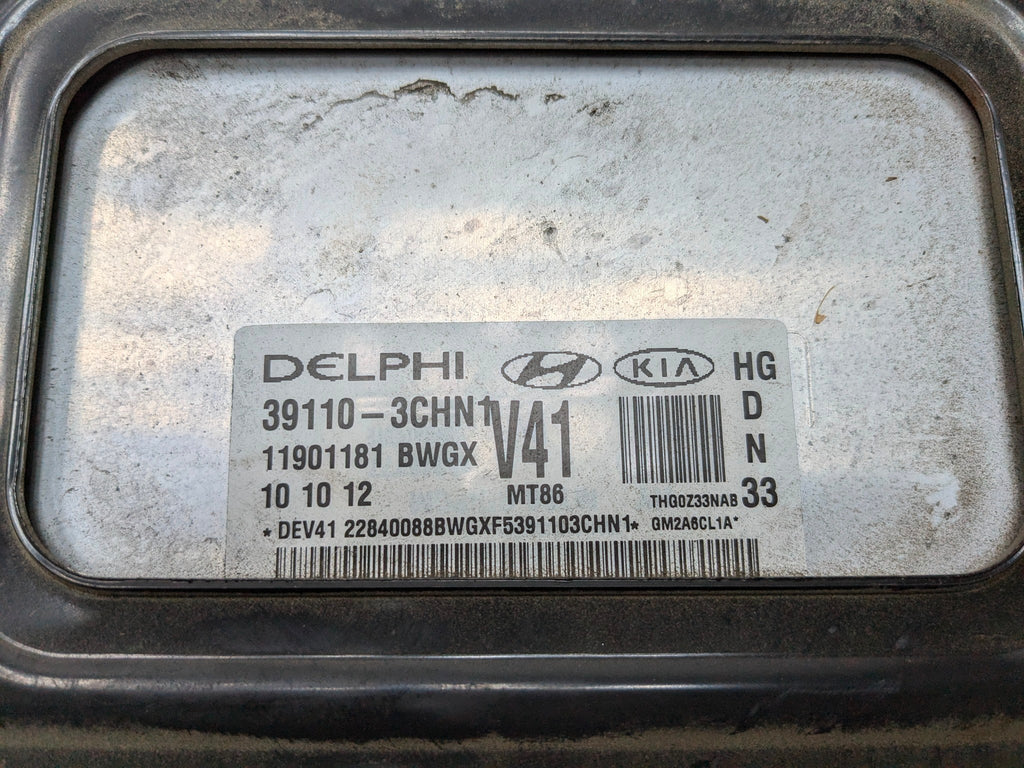 DELPHI KIA HG
39110-3CHN1 V41 D
11901181 BWGX N
10 10 12 MT86 THG0Z33NAB 33
*DEV41 22840088BWGXF5391103CHN1* GM2A6CL1A*